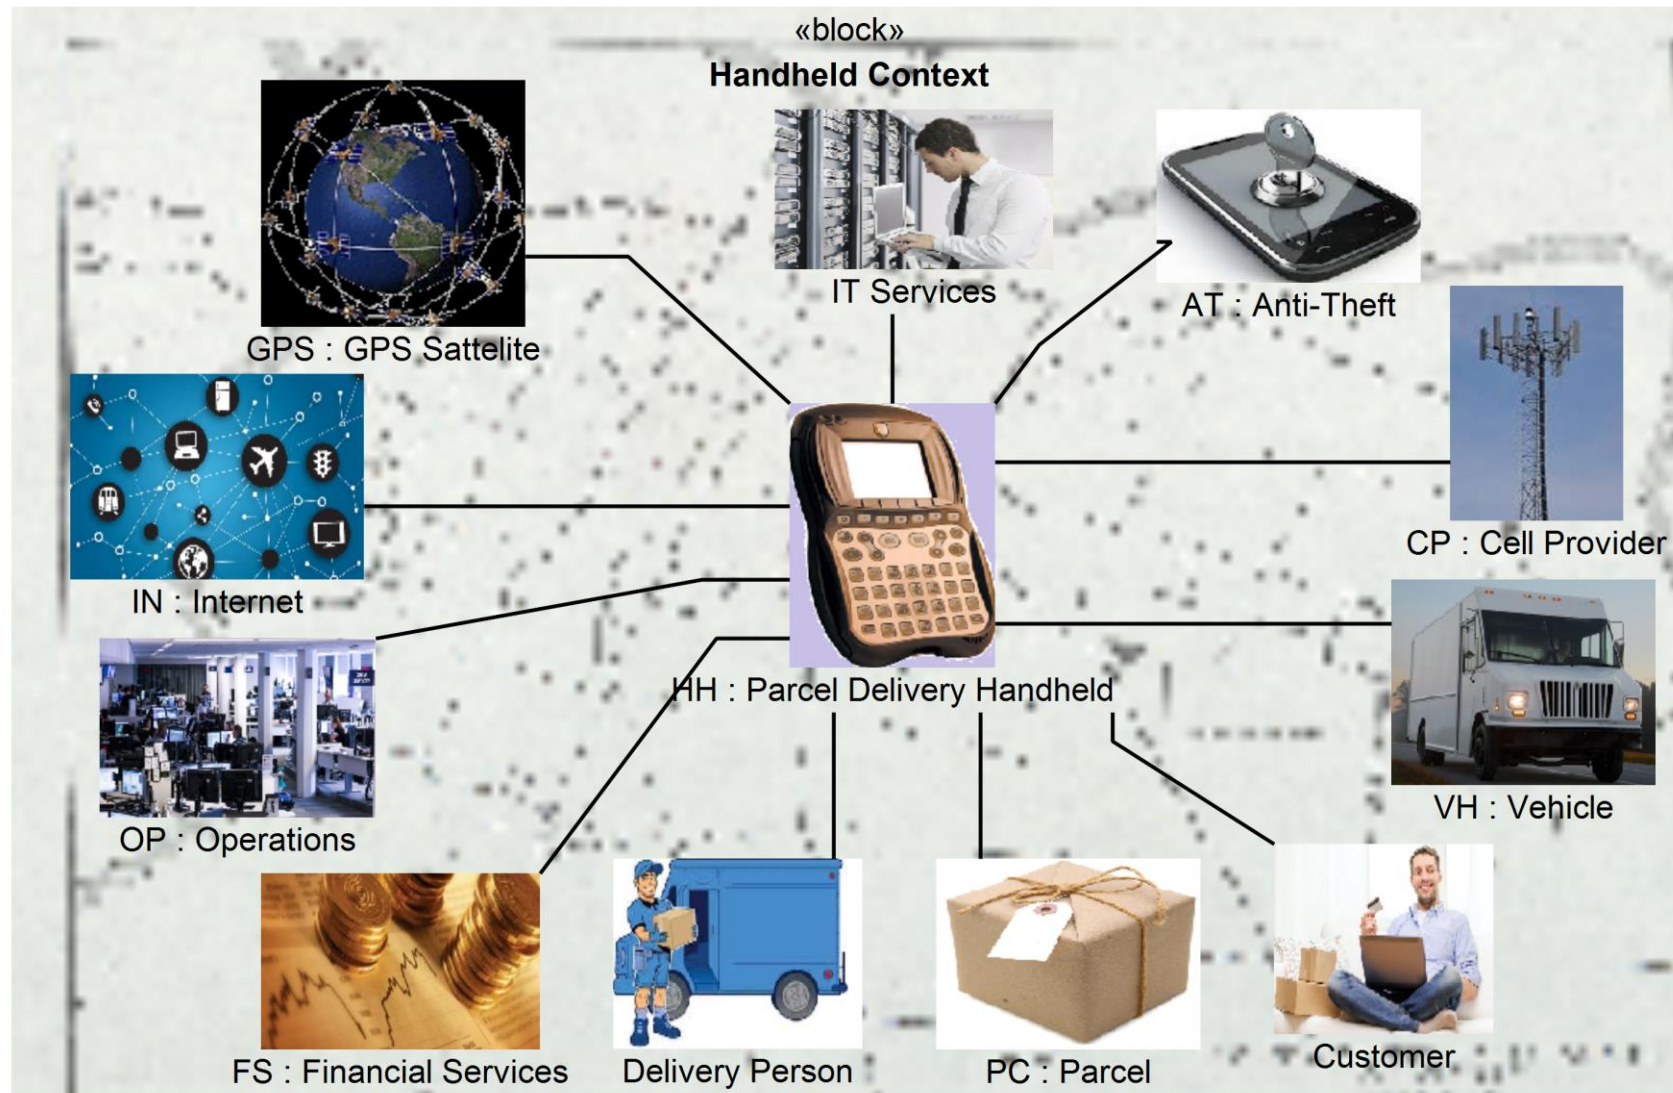 «block»
Handheld Context
IT Services
AT : Anti-Theft
GPS : GPS Sattelite
CP : Cell Provider
IN : Internet
HH : Parcel Delivery Handheld
VH : Vehicle
OP : Operations
FS : Financial Services
Delivery Person
PC : Parcel
Customer